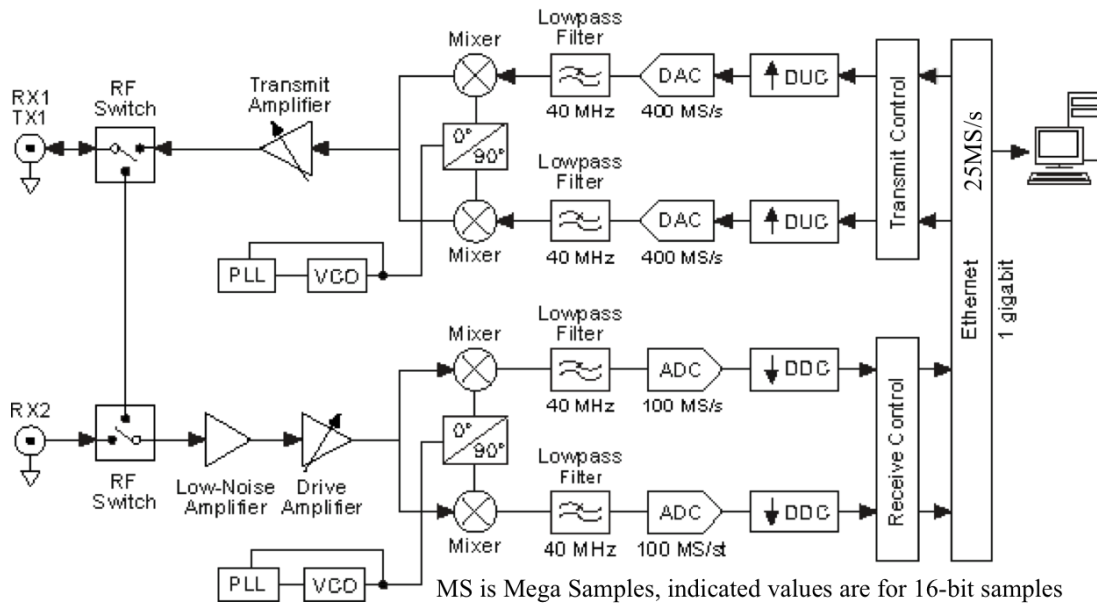 Lowpass
Filter
Mixer
DAC
DUC
40 MHz
400 MS/s
Transmit
Amplifier
RX1
TX1
RF
Switch
0°
90°
Lowpass
Filter
DAC
DUC
Mixer
40 MHz
400 MS/s
PLL
VCO
Transmit Control
25MS/s
Ethernet
1 gigabit
Lowpass
Filter
Mixer
ADC
DDC
40 MHz
100 MS/s
RX2
RF
Switch
Low-Noise
Amplifier
Drive
Amplifier
0°
90°
Lowpass
Filter
ADC
DDC
Mixer
40 MHz
100 MS/st
Receive Control
PLL
VCO
MS is Mega Samples, indicated values are for 16-bit samples